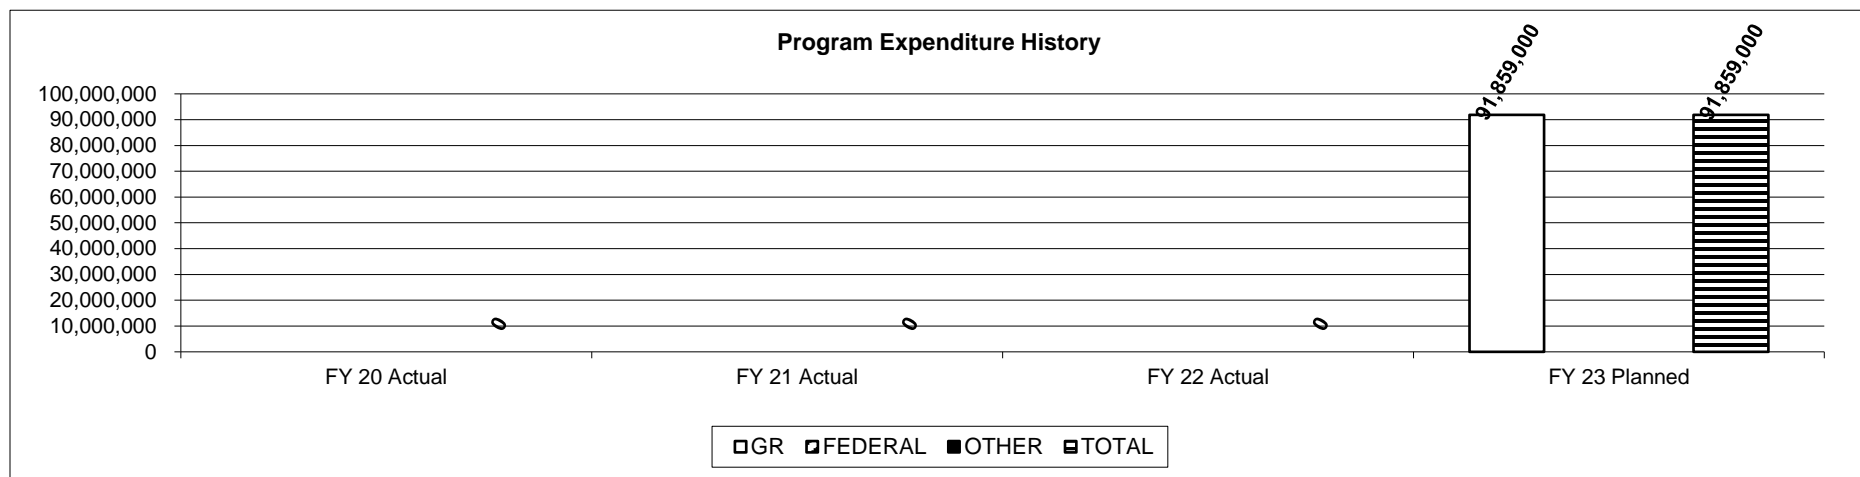 Program Expenditure History
91,859,000
91,859,000
100,000,000
90,000,000
80,000,000
70,000,000
60,000,000
50,000,000
40,000,000
30,000,000
20,000,000
10,000,000
0
0
0
0
FY 20 Actual
FY 21 Actual
FY 22 Actual
FY 23 Planned
GR FEDERAL OTHER TOTAL